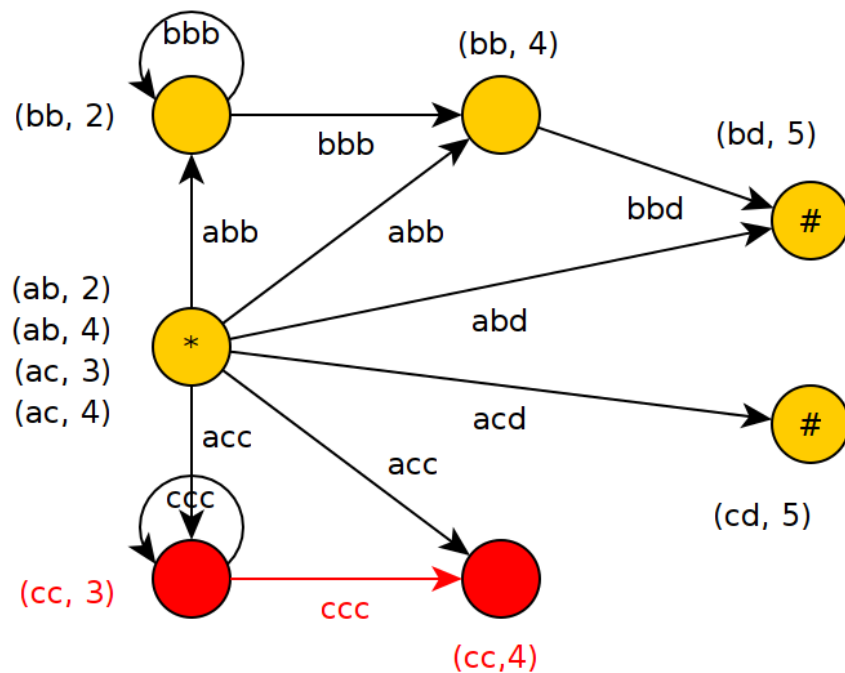 bbb
(bb, 4)
(bb, 2)
bbb
(bd, 5)
bbd
#
abb
abb
(ab, 2)
(ab, 4)
(ac, 3)
(ac, 4)
*
abd
acd
#
acc
acc
ccc
(cd, 5)
(cc, 3)
ccc
(cc,4)